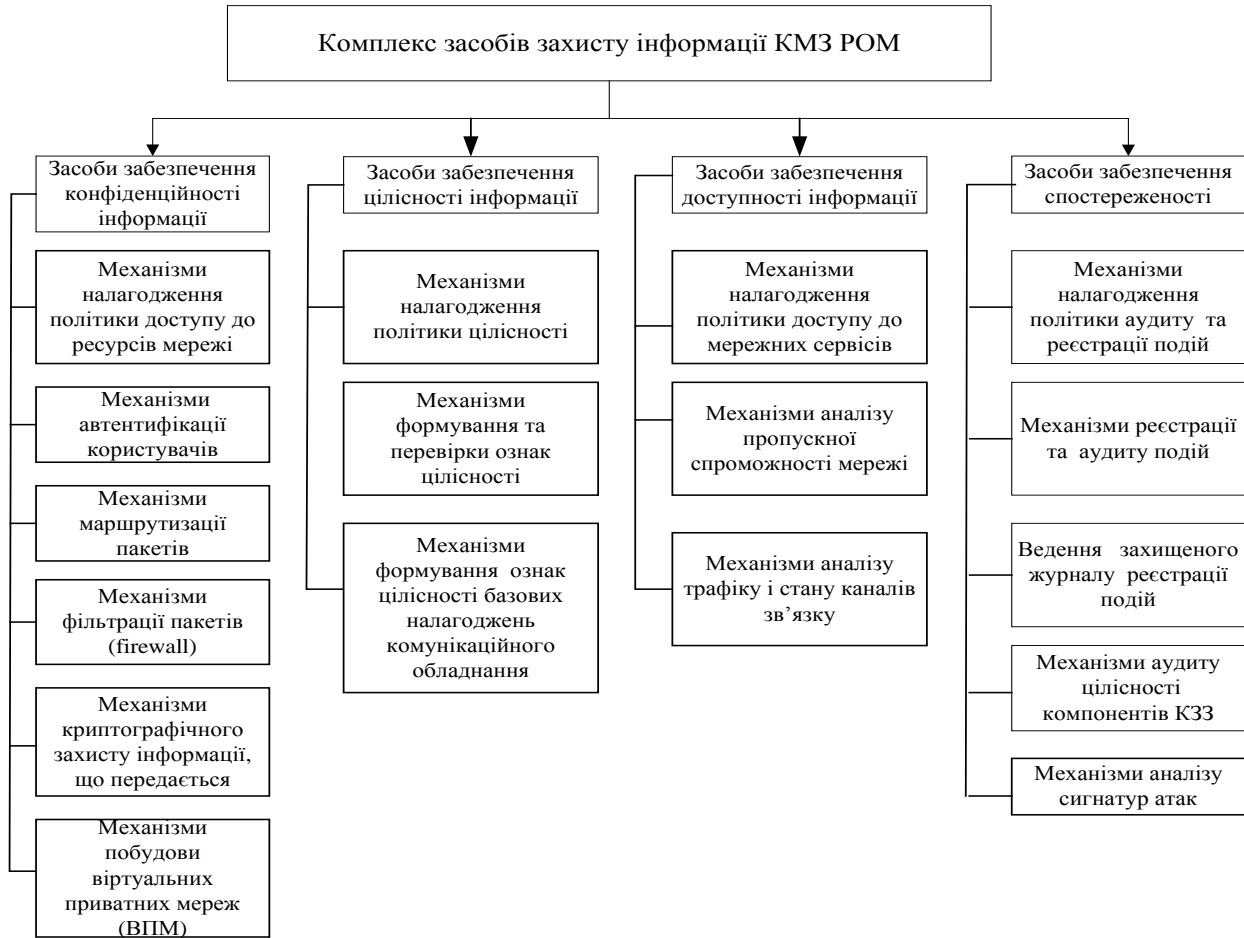 Комплекс засобів захисту інформації КМЗ РОМ
Засоби забезпечення
конфіденційності
інформації
Механізми
налагодження
політики доступу до
ресурсів мережі
Механізми
автентифікації
користувачів
Механізми
маршрутизації
пакетів
Механізми
фільтрації пакетів
(firewall)
Механізми
криптографічного
захисту інформації,
що передається
Механізми
побудови
віртуальних
приватних мереж
(ВПМ)
Засоби забезпечення
цілісності інформації
Механізми
налагодження
політики цілісності
Механізми
формування та
перевірки ознак
цілісності
Механізми
формування ознак
цілісності базових
налагоджень
комунікаційного
обладнання
Засоби забезпечення
доступності інформації
Механізми
налагодження
політики доступу до
мережних сервісів
Механізми аналізу
пропускної
спроможності мережі
Механізми аналізу
трафіку і стану каналів
зв’язку
Засоби забезпечення
спостереженості
Механізми
налагодження
політики аудиту та
реєстрації подій
Механізми реєстрації
та аудиту подій
Ведення захищеного
журналу реєстрації
подій
Механізми аудиту
цілісності
компонентів КЗЗ
Механізми аналізу
сигнатур атак